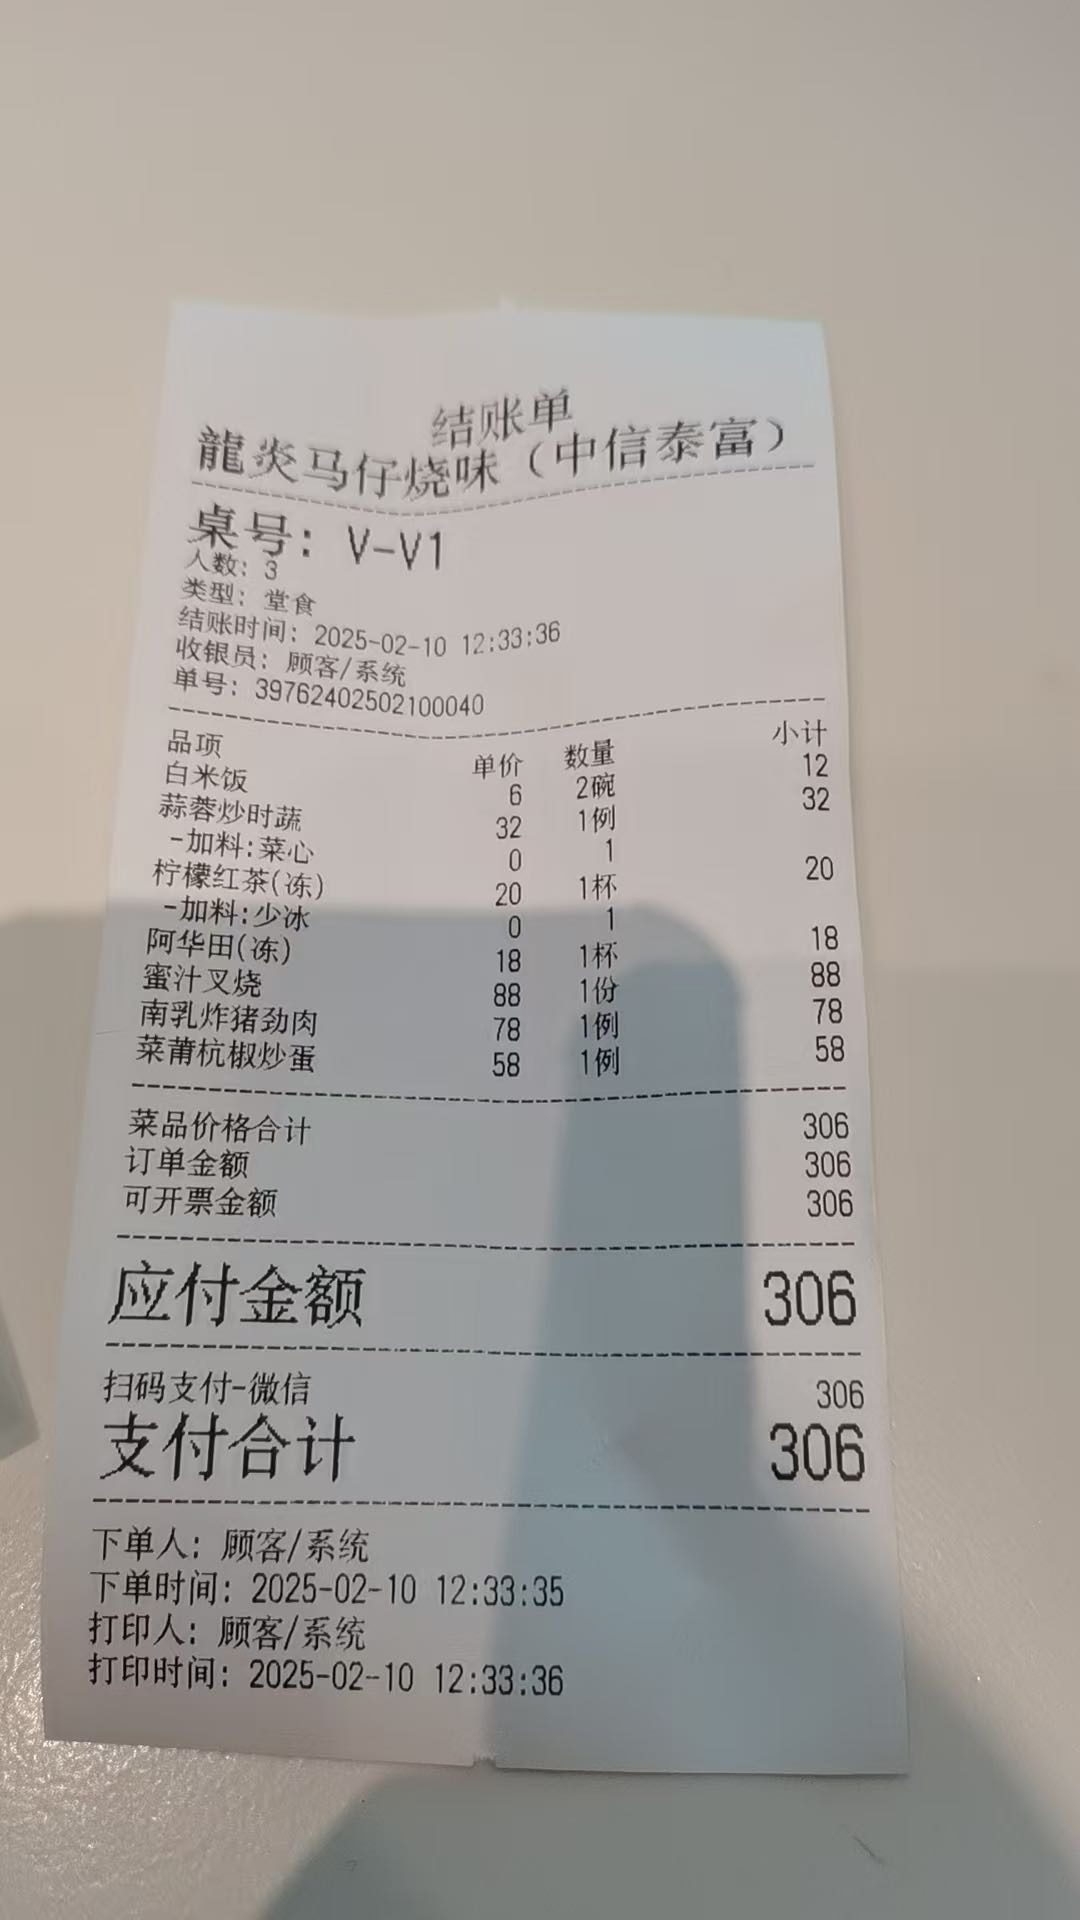 结账单
龍炎马仔烧味（中信泰富）
桌号: V-V1
人数: 3
类型: 堂食
结账时间: 2025-02-10 12:33:36
收银员: 顾客/系统
单号: 39762402502100040
品项 单价 数量 小计
白米饭 6 2碗 12
蒜蓉炒时蔬 32 1例 32
-加料:菜心 0 1
柠檬红茶(冻) 20 1杯 20
-加料:少冰 0 1
阿华田(冻) 18 1杯 18
蜜汁叉烧 88 1份 88
南乳炸猪劲肉 78 1例 78
菜莆杭椒炒蛋 58 1例 58
菜品价格合计 306
订单金额 306
可开票金额 306
应付金额 306
扫码支付-微信 306
支付合计 306
下单人: 顾客/系统
下单时间: 2025-02-10 12:33:35
打印人: 顾客/系统
打印时间: 2025-02-10 12:33:36